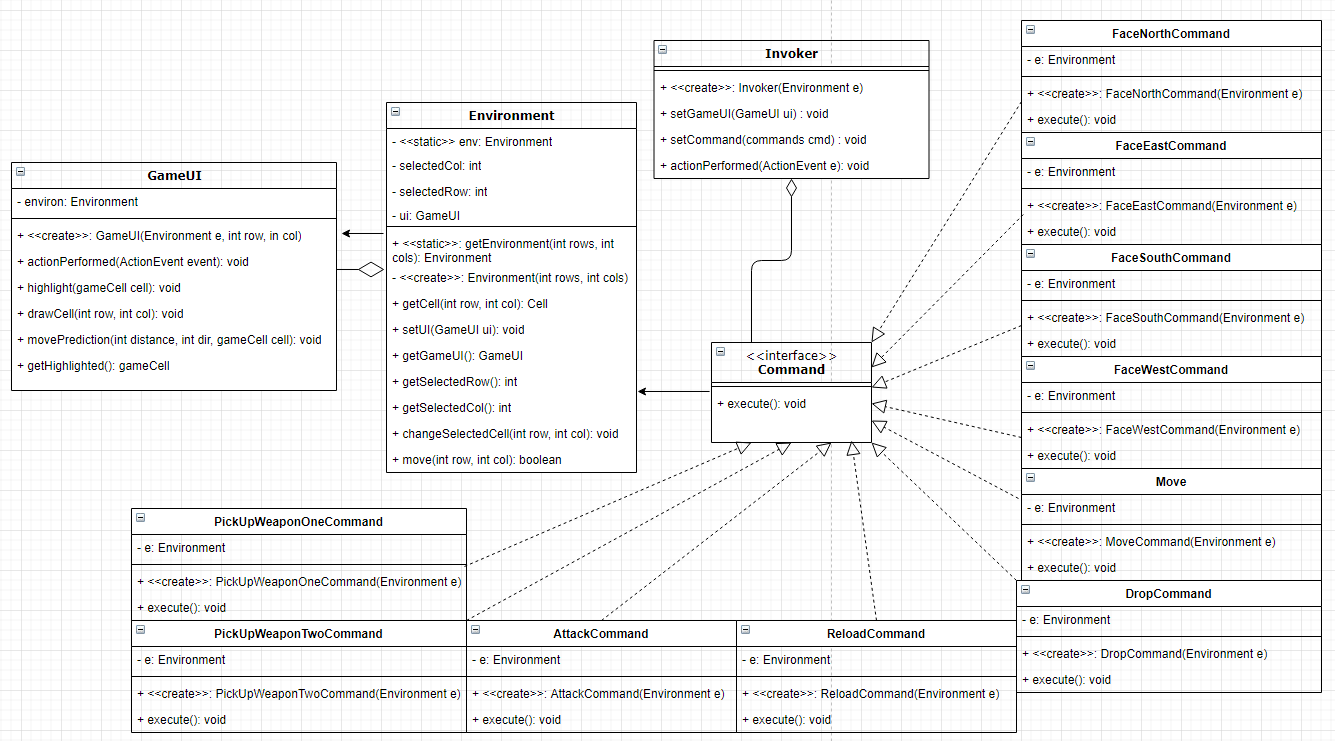 GameUI
- environ: Environment
+ <<create>>: GameUI(Environment e, int row, in col)
+ actionPerformed(ActionEvent event): void
+ highlight(gameCell cell): void
+ drawCell(int row, int col): void
+ movePrediction(int distance, int dir, gameCell cell): void
+ getHighlighted(): gameCell
Environment
- <<static>> env: Environment
- selectedCol: int
- selectedRow: int
- ui: GameUI
+ <<static>>: getEnvironment(int rows, int
cols): Environment
- <<create>>: Environment(int rows, int cols)
+ getCell(int row, int col): Cell
+ setUI(GameUI ui): void
+ getGameUI(): GameUI
+ getSelectedRow(): int
+ getSelectedCol(): int
+ changeSelectedCell(int row, int col): void
+ move(int row, int col): boolean
Invoker
+ <<create>>: Invoker(Environment e)
+ setGameUI(GameUI ui) : void
+ setCommand(commands cmd) : void
+ actionPerformed(ActionEvent e): void
<<interface>>
Command
+ execute(): void
FaceNorthCommand
- e: Environment
+ <<create>>: FaceNorthCommand(Environment e)
+ execute(): void
FaceEastCommand
- e: Environment
+ <<create>>: FaceEastCommand(Environment e)
+ execute(): void
FaceSouthCommand
- e: Environment
+ <<create>>: FaceSouthCommand(Environment e)
+ execute(): void
FaceWestCommand
- e: Environment
+ <<create>>: FaceWestCommand(Environment e)
+ execute(): void
Move
- e: Environment
+ <<create>>: MoveCommand(Environment e)
+ execute(): void
DropCommand
- e: Environment
+ <<create>>: DropCommand(Environment e)
+ execute(): void
PickUpWeaponOneCommand
- e: Environment
+ <<create>>: PickUpWeaponOneCommand(Environment e)
+ execute(): void
PickUpWeaponTwoCommand
- e: Environment
+ <<create>>: PickUpWeaponTwoCommand(Environment e)
+ execute(): void
AttackCommand
- e: Environment
+ <<create>>: AttackCommand(Environment e)
+ execute(): void
ReloadCommand
- e: Environment
+ <<create>>: ReloadCommand(Environment e)
+ execute(): void